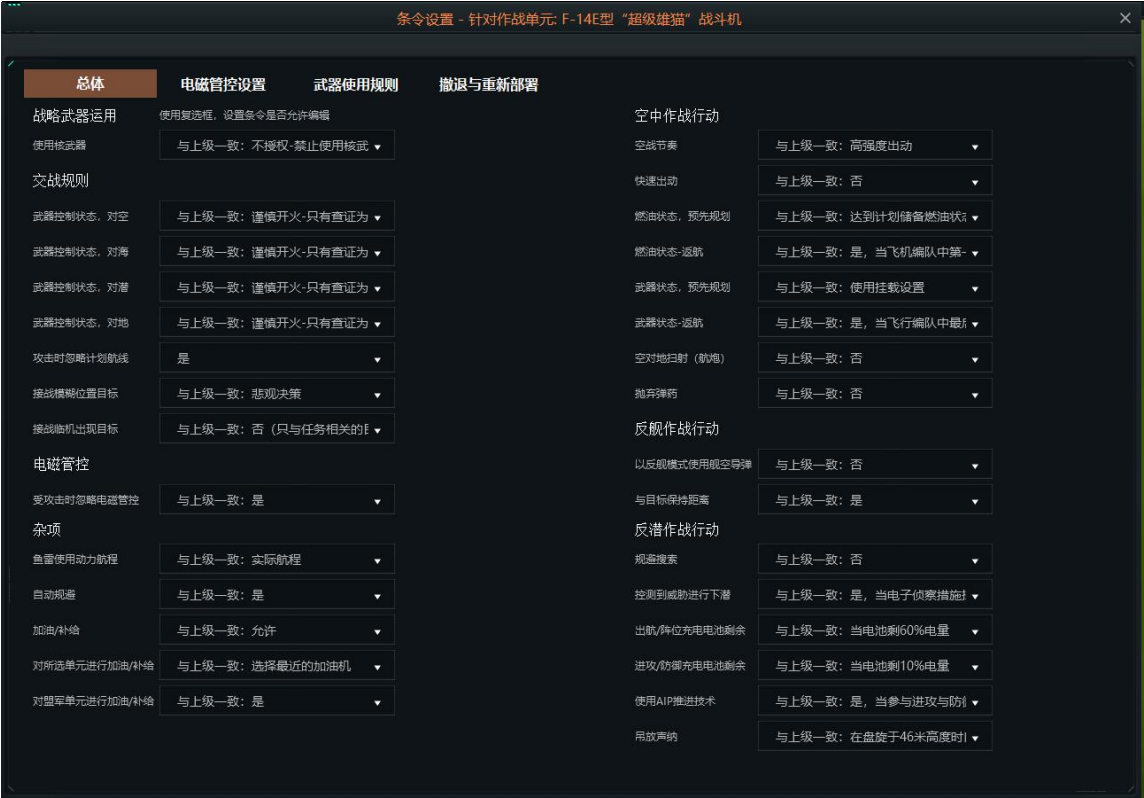 条令设置 - 针对作战单元: F-14E型“超级雄猫”战斗机
总体 电磁管控设置 武器使用规则 撤退与重新部署
战略武器运用 使用复选框，设置条令是否允许编辑
使用核武器 与上级一致：不授权-禁止使用核武
交战规则
武器控制状态，对空 与上级一致：谨慎开火-只有查证为
武器控制状态，对海 与上级一致：谨慎开火-只有查证为
武器控制状态，对潜 与上级一致：谨慎开火-只有查证为
武器控制状态，对地 与上级一致：谨慎开火-只有查证为
攻击时忽略计划航线 是
接战模糊位置目标 与上级一致：悲观决策
接战临机出现目标 与上级一致：否（只与任务相关的
电磁管控
受攻击时忽略电磁管控 与上级一致：是
杂项
鱼雷使用动力航程 与上级一致：实际航程
自动规避 与上级一致：是
加油/补给 与上级一致：允许
对所选单元进行加油/补给 与上级一致：选择最近的加油机
对盟军单元进行加油/补给 与上级一致：是
空中作战行动
空战节奏 与上级一致：高强度出动
快速出动 与上级一致：否
燃油状态，预先规划 与上级一致：达到计划储备燃油状
燃油状态-返航 与上级一致：是，当飞机编队中第
武器状态，预先规划 与上级一致：使用挂载设置
武器状态-返航 与上级一致：是，当飞行编队中最
空对地扫射（航炮） 与上级一致：否
抛弃弹药 与上级一致：否
反舰作战行动
以反舰模式使用舰空导弹 与上级一致：否
与目标保持距离 与上级一致：是
反潜作战行动
规避搜索 与上级一致：否
控测到威胁进行下潜 与上级一致：是，当电子侦察措施
出航/阵位充电电池剩余 与上级一致：当电池剩60%电量
进攻/防御充电电池剩余 与上级一致：当电池剩10%电量
使用AIP推进技术 与上级一致：是，当参与进攻与防
吊放声纳 与上级一致：在盘旋于46米高度时